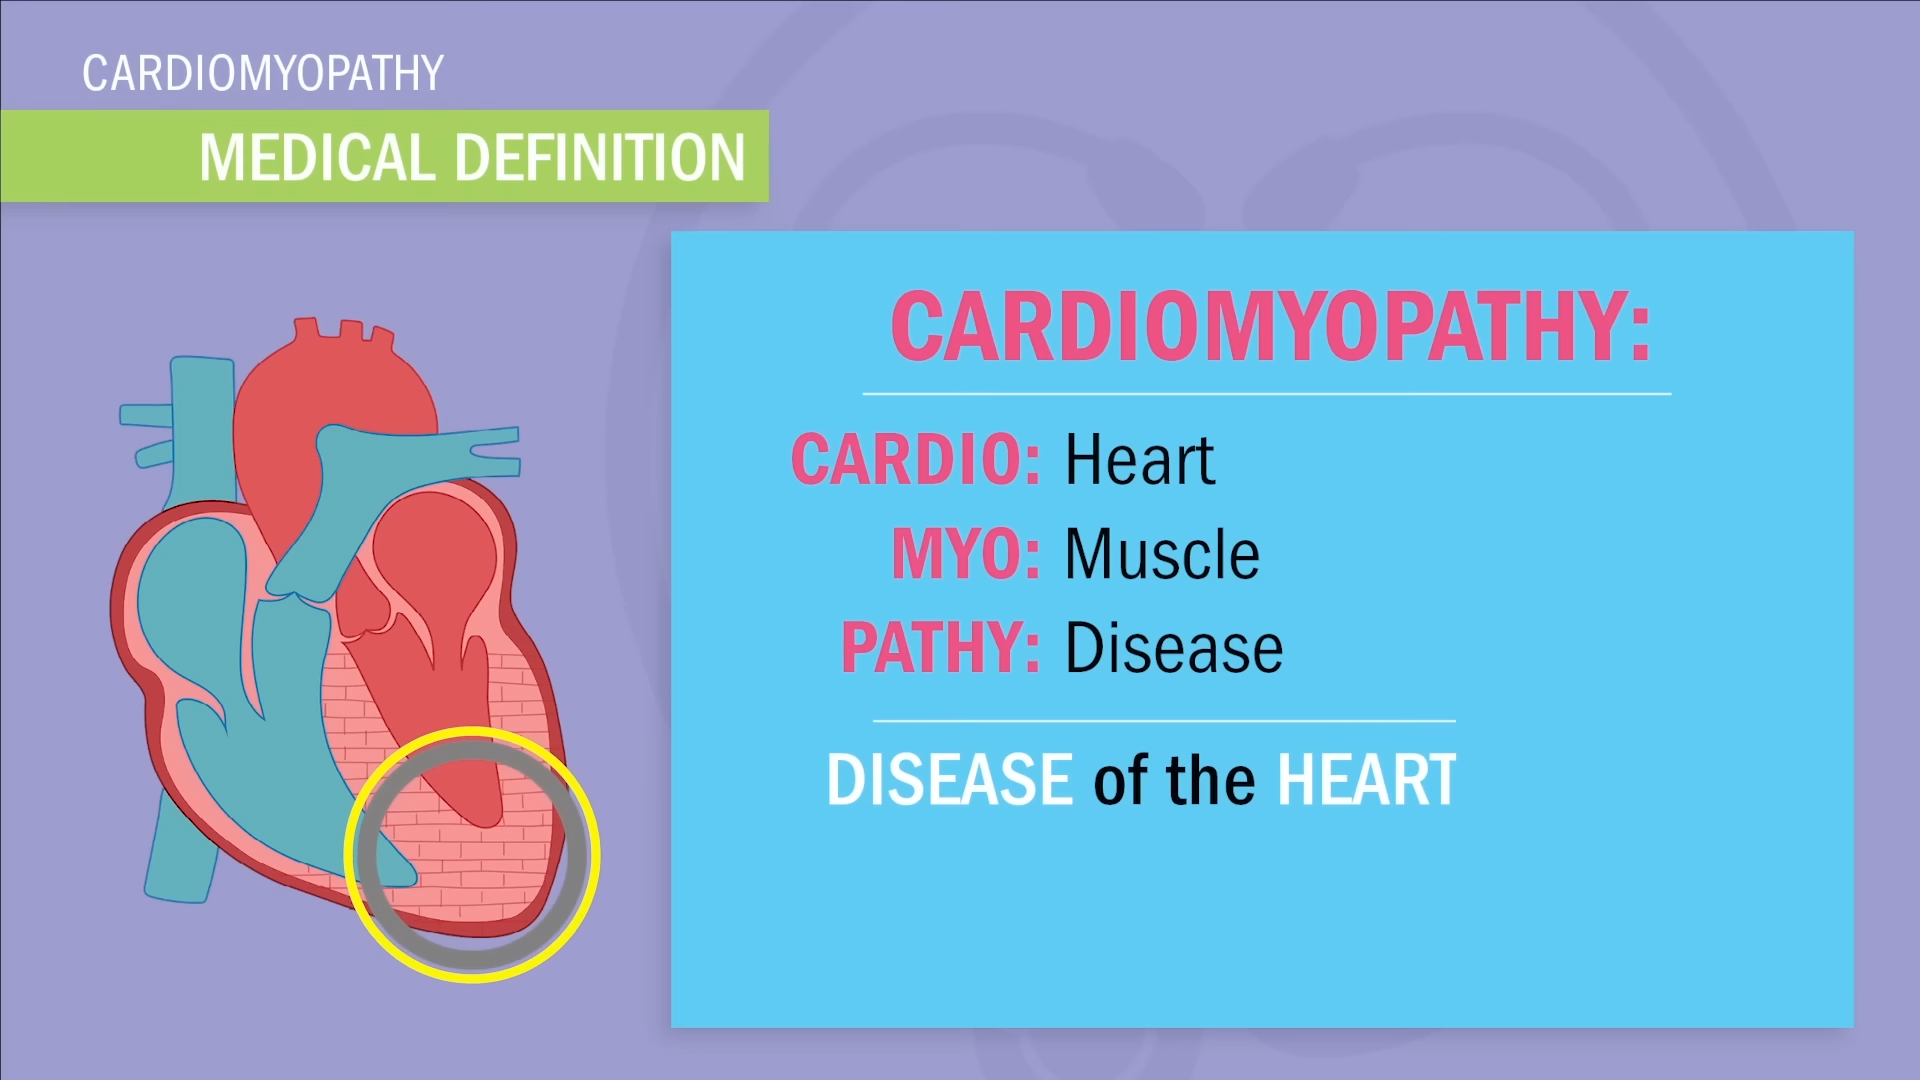 CARDIOMYOPATHY
MEDICAL DEFINITION
CARDIOMYOPATHY:
CARDIO: Heart
MYO: Muscle
PATHY: Disease
DISEASE of the HEART